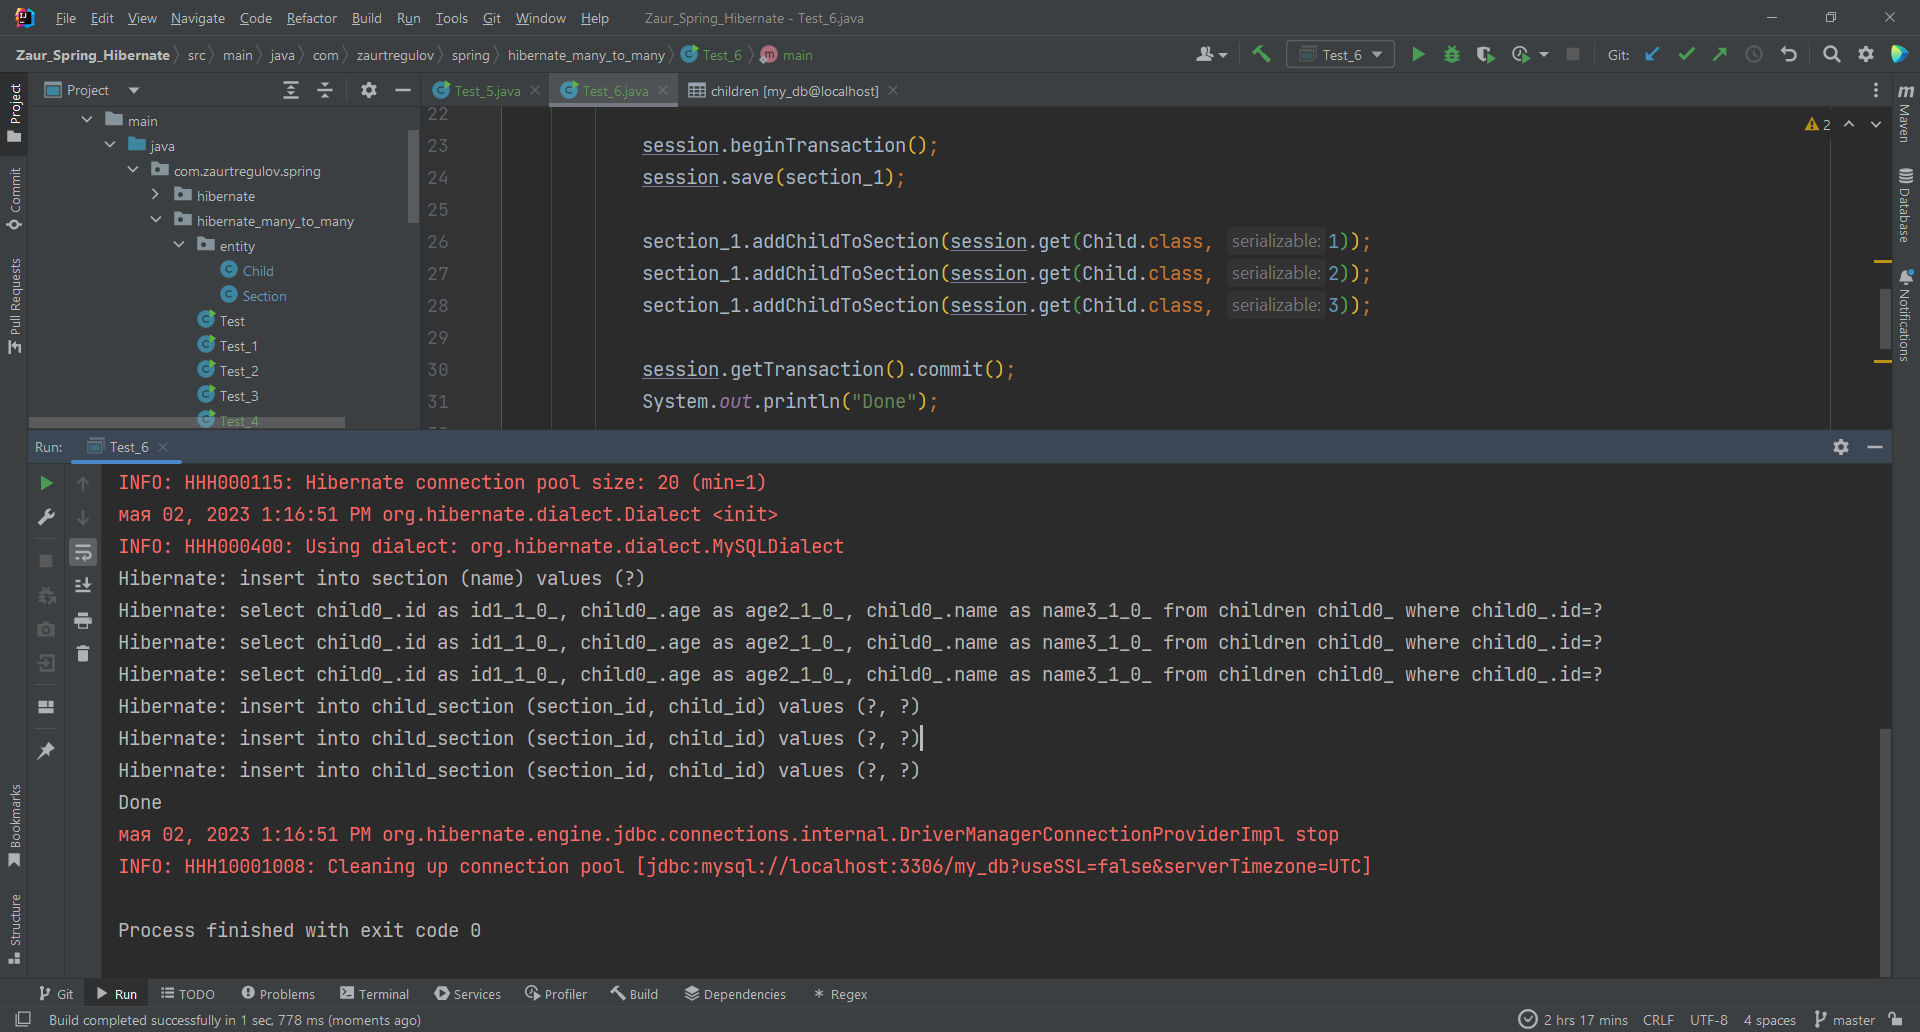 File Edit View Navigate Code Refactor Build Run Tools Git Window Help Zaur_Spring_Hibernate - Test_6.java
Zaur_Spring_Hibernate src main java com zaurtregulov spring hibernate_many_to_many Test_6 main Test_6 Git:
Project
Test_5.java Test_6.java children [my_db@localhost]
main
java
com.zaurtregulov.spring
hibernate
hibernate_many_to_many
entity
Child
Section
Test
Test_1
Test_2
Test_3
Test_4
Project
Commit
Pull Requests
Bookmarks
Structure
22
23 session.beginTransaction();
24 session.save(section_1);
25
26 section_1.addChildToSection(session.get(Child.class, serializable: 1));
27 section_1.addChildToSection(session.get(Child.class, serializable: 2));
28 section_1.addChildToSection(session.get(Child.class, serializable: 3));
29
30 session.getTransaction().commit();
31 System.out.println("Done");
2
Maven
Database
Notifications
Run: Test_6
INFO: HHH000115: Hibernate connection pool size: 20 (min=1)
мая 02, 2023 1:16:51 PM org.hibernate.dialect.Dialect <init>
INFO: HHH000400: Using dialect: org.hibernate.dialect.MySQLDialect
Hibernate: insert into section (name) values (?)
Hibernate: select child0_.id as id1_1_0_, child0_.age as age2_1_0_, child0_.name as name3_1_0_ from children child0_ where child0_.id=?
Hibernate: select child0_.id as id1_1_0_, child0_.age as age2_1_0_, child0_.name as name3_1_0_ from children child0_ where child0_.id=?
Hibernate: select child0_.id as id1_1_0_, child0_.age as age2_1_0_, child0_.name as name3_1_0_ from children child0_ where child0_.id=?
Hibernate: insert into child_section (section_id, child_id) values (?, ?)
Hibernate: insert into child_section (section_id, child_id) values (?, ?)
Hibernate: insert into child_section (section_id, child_id) values (?, ?)
Done
мая 02, 2023 1:16:51 PM org.hibernate.engine.jdbc.connections.internal.DriverManagerConnectionProviderImpl stop
INFO: HHH10001008: Cleaning up connection pool [jdbc:mysql://localhost:3306/my_db?useSSL=false&serverTimezone=UTC]
Process finished with exit code 0
Git Run TODO Problems Terminal Services Profiler Build Dependencies Regex
Build completed successfully in 1 sec, 778 ms (moments ago) 2 hrs 17 mins CRLF UTF-8 4 spaces master